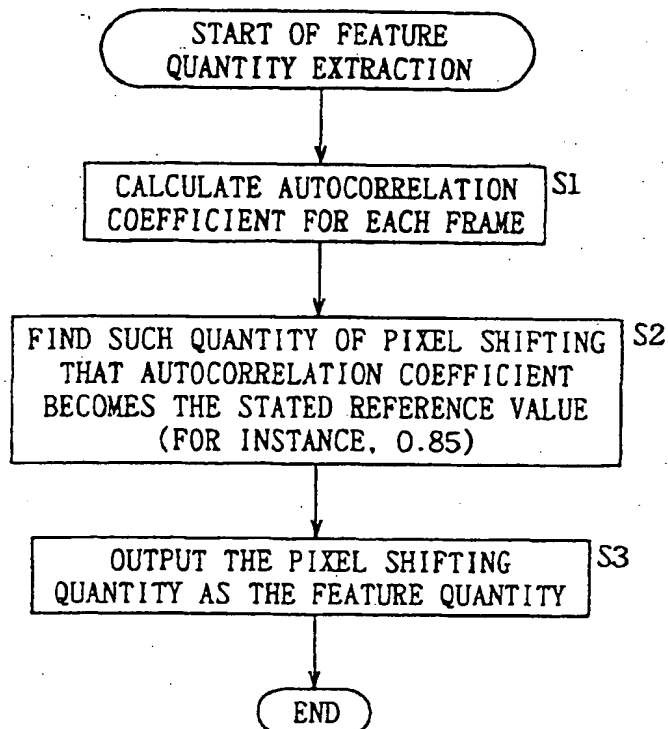 START OF FEATURE
QUANTITY EXTRACTION
CALCULATE AUTOCORRELATION
COEFFICIENT FOR EACH FRAME
S1
FIND SUCH QUANTITY OF PIXEL SHIFTING
THAT AUTOCORRELATION COEFFICIENT
BECOMES THE STATED REFERENCE VALUE
(FOR INSTANCE, 0.85)
S2
OUTPUT THE PIXEL SHIFTING
QUANTITY AS THE FEATURE QUANTITY
S3
END